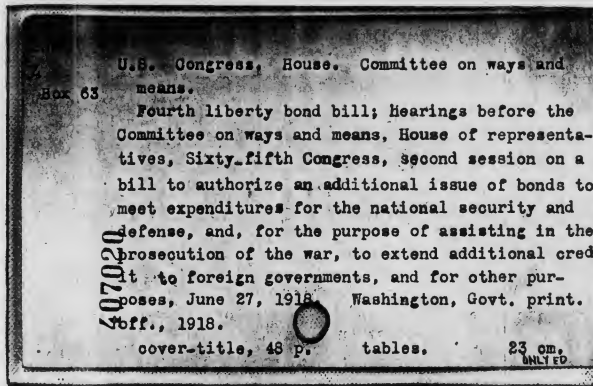 U.S. Congress. House. Committee on ways and
Box 63 means.
Fourth liberty bond bill; Hearings before the
Committee on ways and means, House of representa-
tives, Sixty-fifth Congress, second session on a
bill to authorize an additional issue of bonds to
meet expenditures for the national security and
defense, and, for the purpose of assisting in the
prosecution of the war, to extend additional cred
it to foreign governments, and for other pur-
poses, June 27, 1918. Washington, Govt. print.
off., 1918.
cover-title, 48 p. tables. 23 cm.
ONLY ED
407020